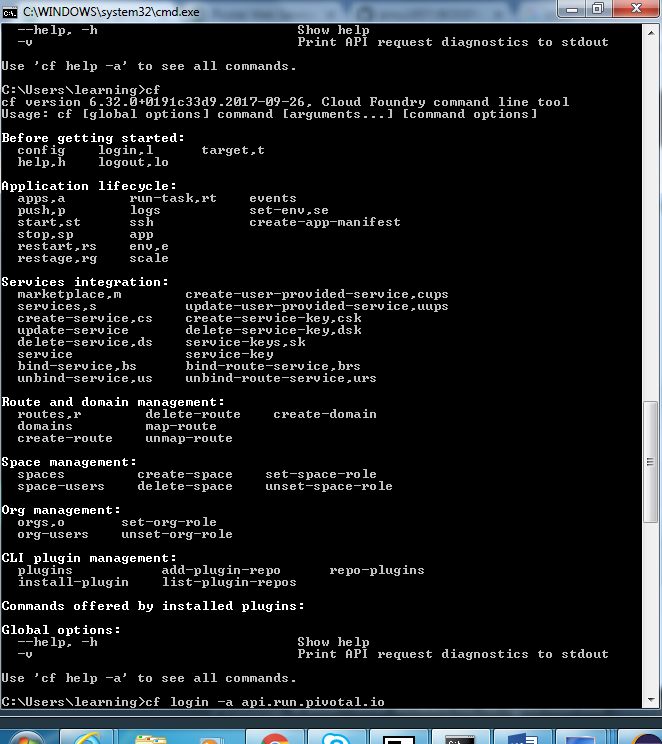 C:\WINDOWS\system32\cmd.exe
--help, -h Show help
-v Print API request diagnostics to stdout
Use 'cf help -a' to see all commands.
C:\Users\learning>cf
cf version 6.32.0+0191c33d9.2017-09-26, Cloud Foundry command line tool
Usage: cf [global options] command [arguments...] [command options]
Before getting started:
config login,l target,t
help,h logout,lo
Application lifecycle:
apps,a run-task,rt events
push,p logs set-env,se
start,st ssh create-app-manifest
stop,sp app
restart,rs env,e
restage,rg scale
Services integration:
marketplace,m create-user-provided-service,cups
services,s update-user-provided-service,uups
create-service,cs create-service-key,csk
update-service delete-service-key,dsk
delete-service,ds service-keys,sk
service service-key
bind-service,bs bind-route-service,brs
unbind-service,us unbind-route-service,urs
Route and domain management:
routes,r delete-route create-domain
domains map-route
create-route unmap-route
Space management:
spaces create-space set-space-role
space-users delete-space unset-space-role
Org management:
orgs,o set-org-role
org-users unset-org-role
CLI plugin management:
plugins add-plugin-repo repo-plugins
install-plugin list-plugin-repos
Commands offered by installed plugins:
Global options:
--help, -h Show help
-v Print API request diagnostics to stdout
Use 'cf help -a' to see all commands.
C:\Users\learning>cf login -a api.run.pivotal.io